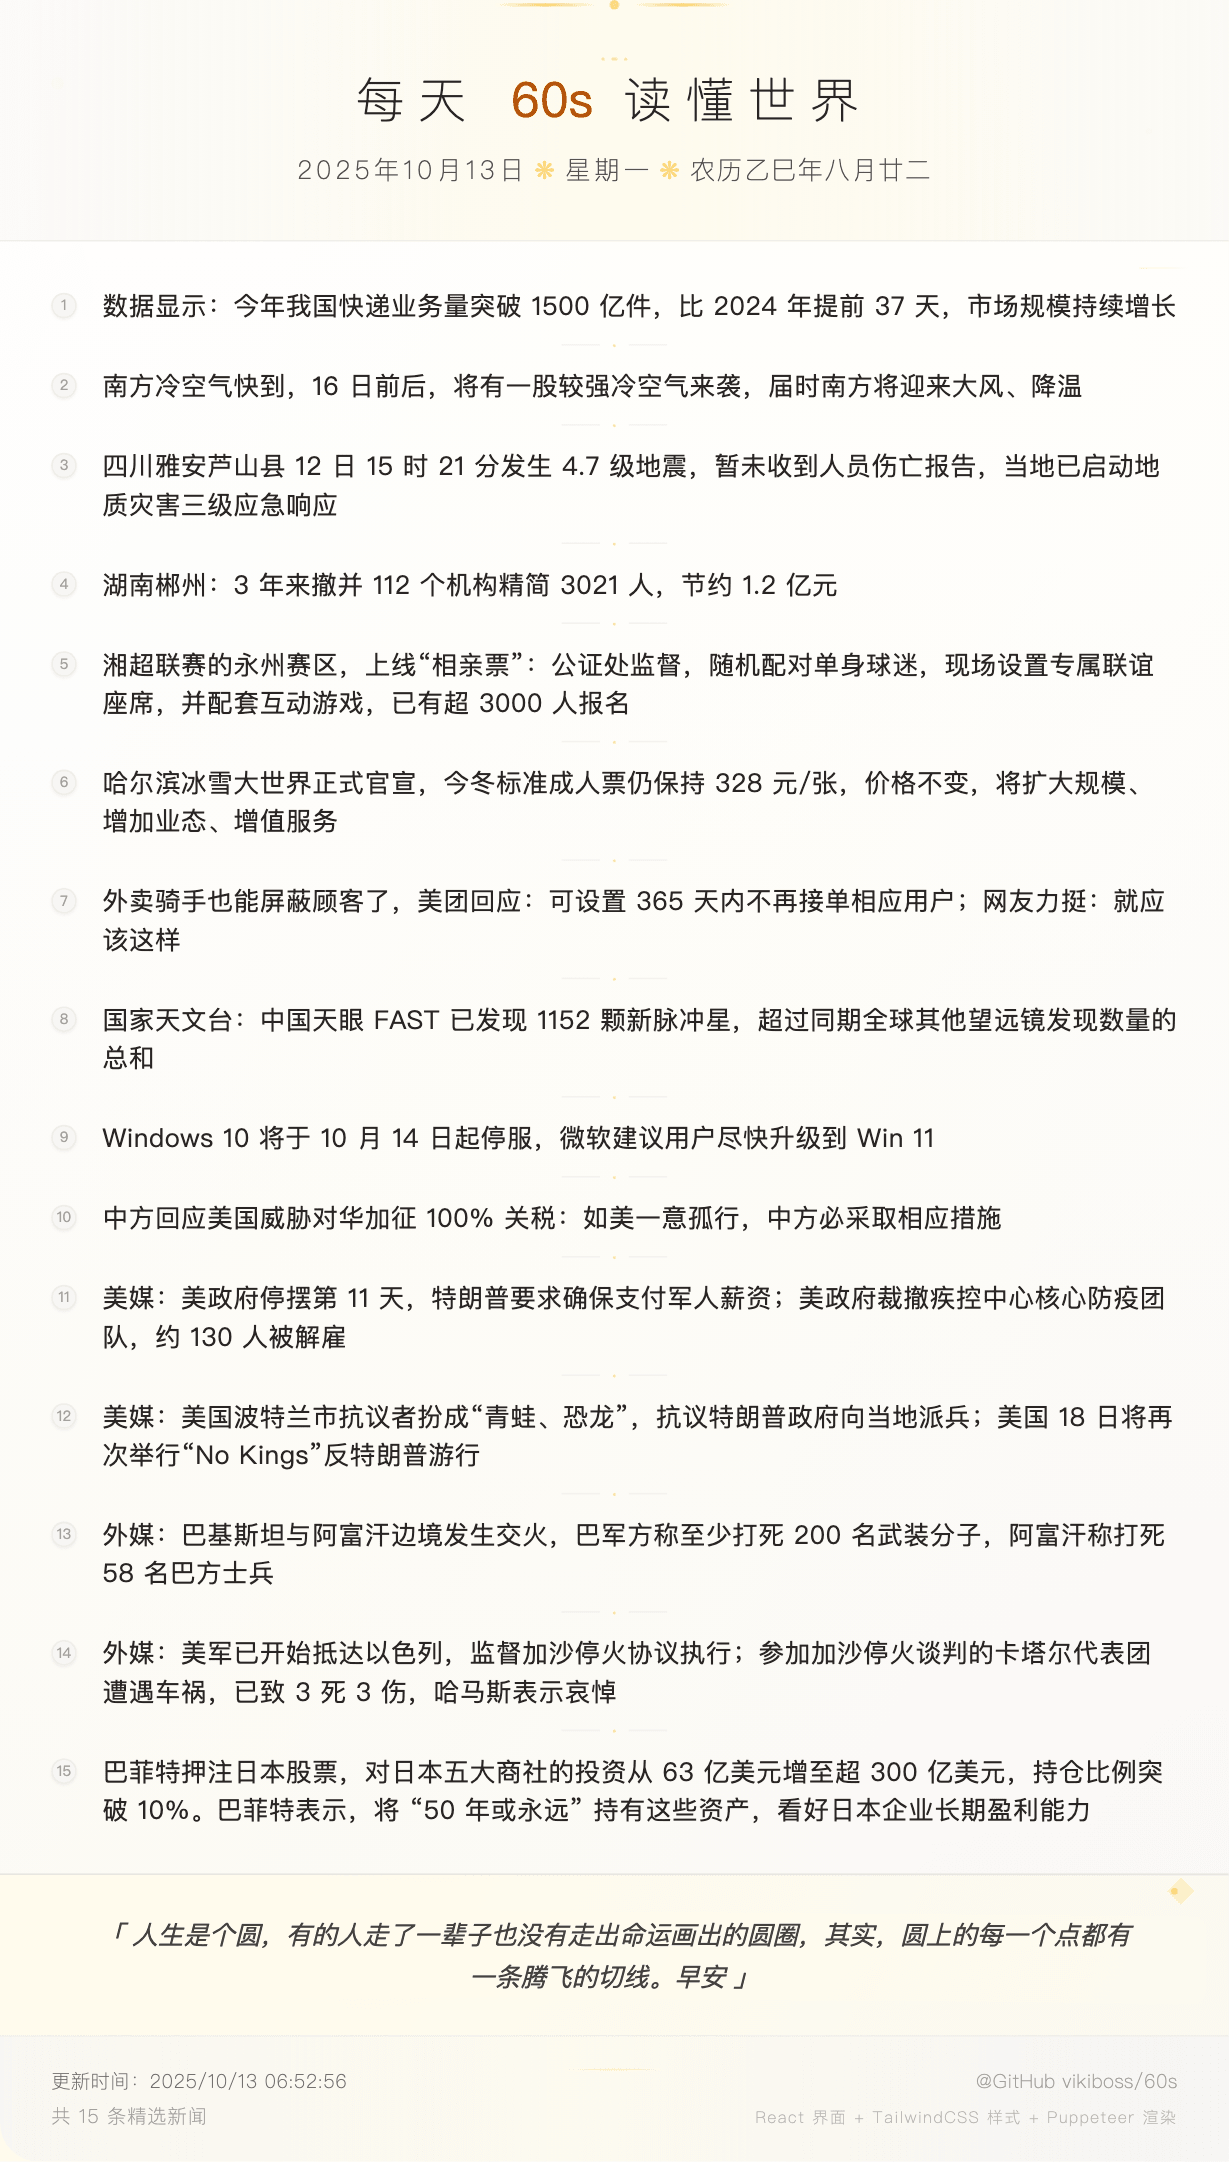 每天 60s 读懂世界
2025年10月13日 ❋ 星期一 ❋ 农历乙巳年八月廿二
1 数据显示：今年我国快递业务量突破 1500 亿件，比 2024 年提前 37 天，市场规模持续增长
2 南方冷空气快到，16 日前后，将有一股较强冷空气来袭，届时南方将迎来大风、降温
3 四川雅安芦山县 12 日 15 时 21 分发生 4.7 级地震，暂未收到人员伤亡报告，当地已启动地
质灾害三级应急响应
4 湖南郴州：3 年来撤并 112 个机构精简 3021 人，节约 1.2 亿元
5 湘超联赛的永州赛区，上线“相亲票”：公证处监督，随机配对单身球迷，现场设置专属联谊
座席，并配套互动游戏，已有超 3000 人报名
6 哈尔滨冰雪大世界正式官宣，今冬标准成人票仍保持 328 元/张，价格不变，将扩大规模、
增加业态、增值服务
7 外卖骑手也能屏蔽顾客了，美团回应：可设置 365 天内不再接单相应用户；网友力挺：就应
该这样
8 国家天文台：中国天眼 FAST 已发现 1152 颗新脉冲星，超过同期全球其他望远镜发现数量的
总和
9 Windows 10 将于 10 月 14 日起停服，微软建议用户尽快升级到 Win 11
10 中方回应美国威胁对华加征 100% 关税：如美一意孤行，中方必采取相应措施
11 美媒：美政府停摆第 11 天，特朗普要求确保支付军人薪资；美政府裁撤疾控中心核心防疫团
队，约 130 人被解雇
12 美媒：美国波特兰市抗议者扮成“青蛙、恐龙”，抗议特朗普政府向当地派兵；美国 18 日将再
次举行“No Kings”反特朗普游行
13 外媒：巴基斯坦与阿富汗边境发生交火，巴军方称至少打死 200 名武装分子，阿富汗称打死
58 名巴方士兵
14 外媒：美军已开始抵达以色列，监督加沙停火协议执行；参加加沙停火谈判的卡塔尔代表团
遭遇车祸，已致 3 死 3 伤，哈马斯表示哀悼
15 巴菲特押注日本股票，对日本五大商社的投资从 63 亿美元增至超 300 亿美元，持仓比例突
破 10%。巴菲特表示，将 “50 年或永远” 持有这些资产，看好日本企业长期盈利能力
「 人生是个圆，有的人走了一辈子也没有走出命运画出的圆圈，其实，圆上的每一个点都有
一条腾飞的切线。早安 」
更新时间：2025/10/13 06:52:56
@GitHub vikiboss/60s
共 15 条精选新闻
React 界面 + TailwindCSS 样式 + Puppeteer 渲染